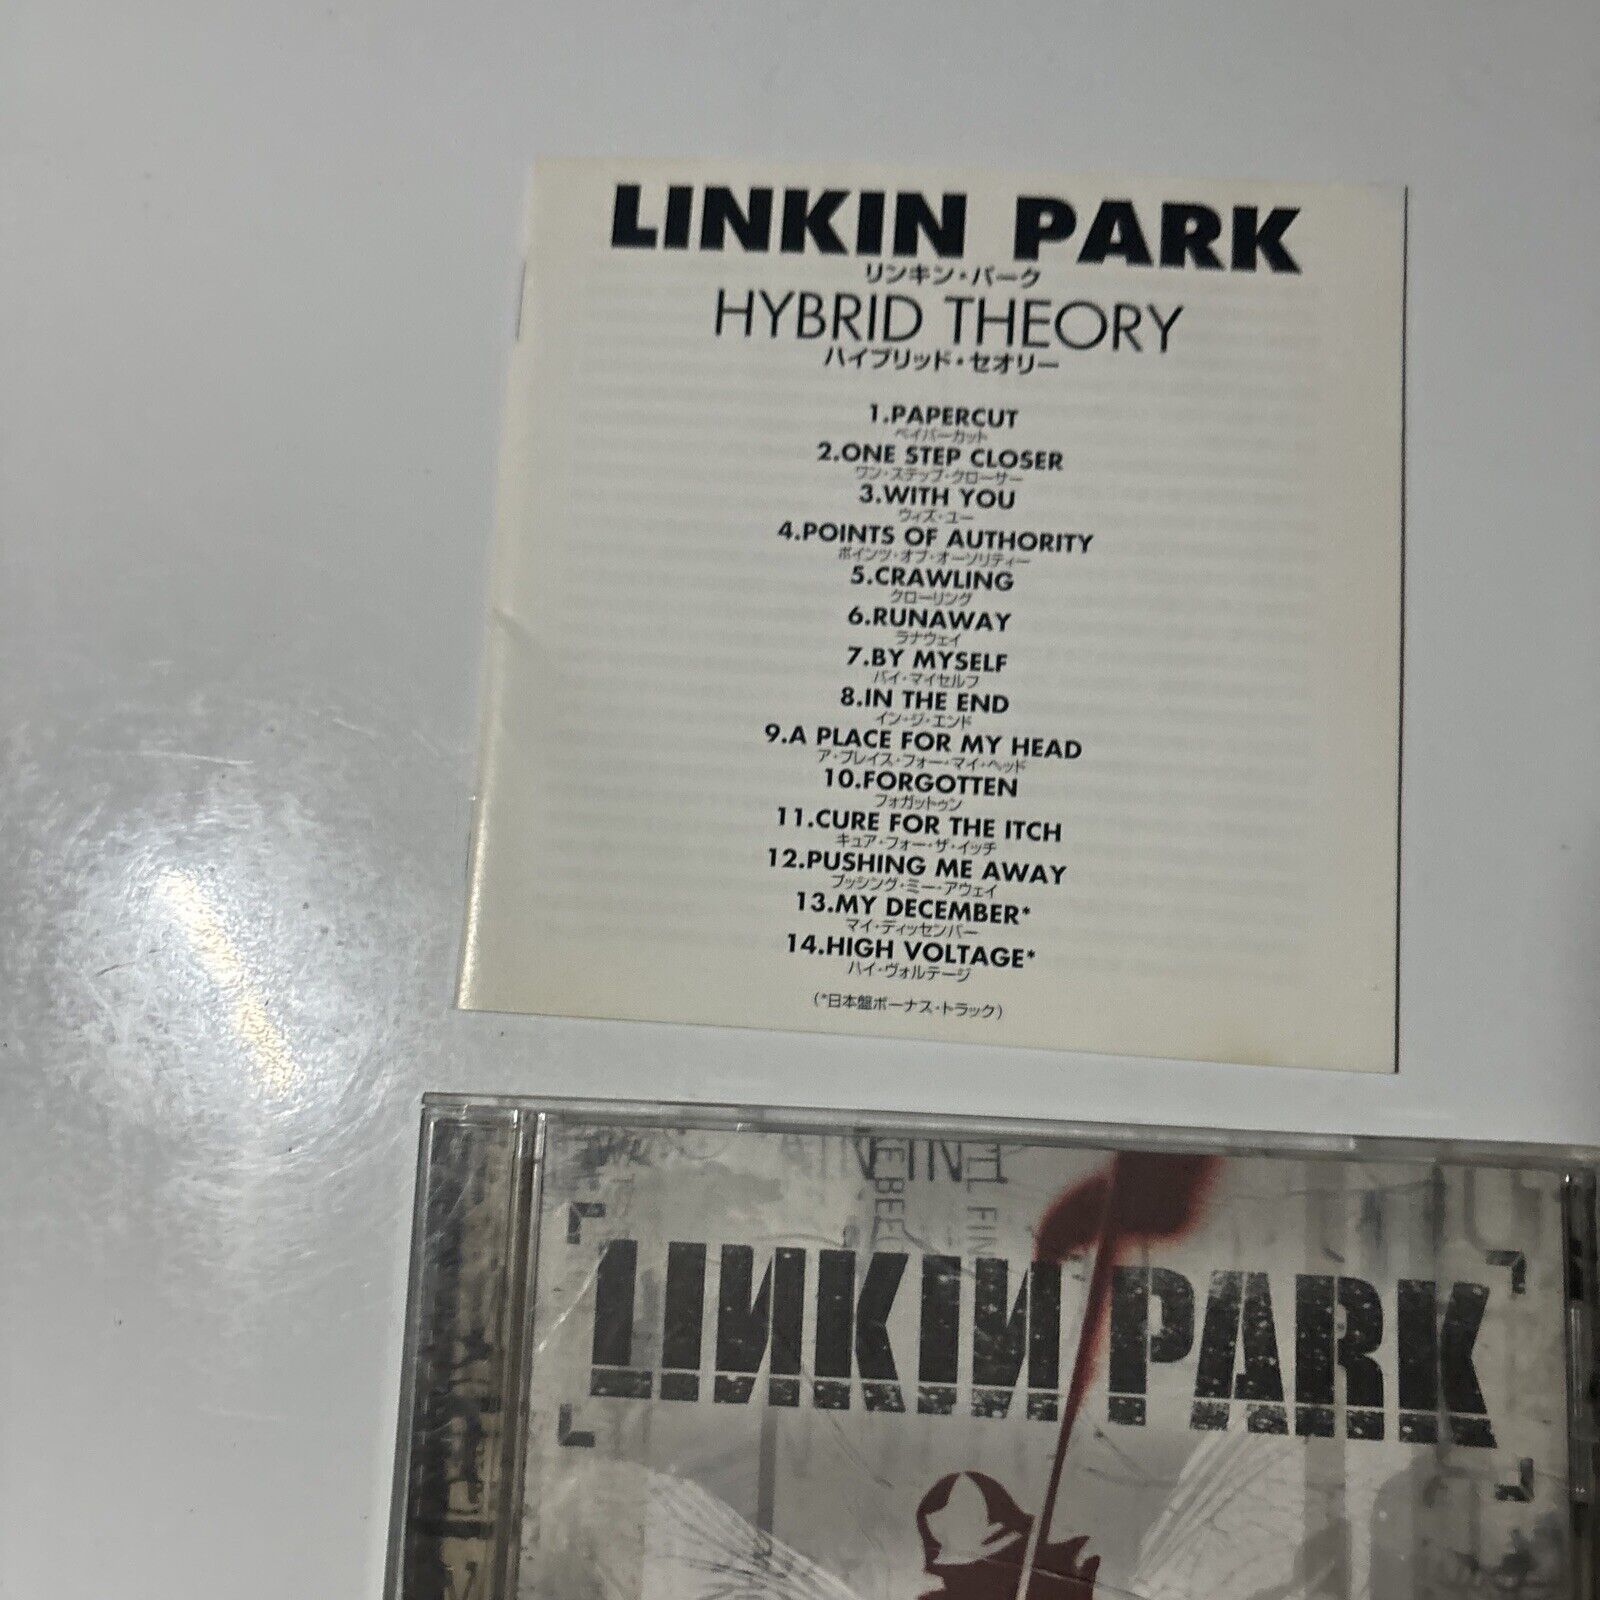 LINKIN PARK
リンキン・パーク
HYBRID THEORY
ハイブリッド・セオリー
1.PAPERCUT
ペイパーカット
2.ONE STEP CLOSER
ワン・ステップ・クローサー
3.WITH YOU
ウィズ・ユー
4.POINTS OF AUTHORITY
ポインツ・オブ・オーソリティー
5.CRAWLING
クローリング
6.RUNAWAY
ラナウェイ
7.BY MYSELF
バイ・マイセルフ
8.IN THE END
イン・ジ・エンド
9.A PLACE FOR MY HEAD
ア・プレイス・フォー・マイ・ヘッド
10.FORGOTTEN
フォガットゥン
11.CURE FOR THE ITCH
キュア・フォー・ザ・イッチ
12.PUSHING ME AWAY
プッシング・ミー・アウェイ
13.MY DECEMBER*
マイ・ディッセンバー
14.HIGH VOLTAGE*
ハイ・ヴォルテージ
(*日本盤ボーナス・トラック)
LINKIN PARK